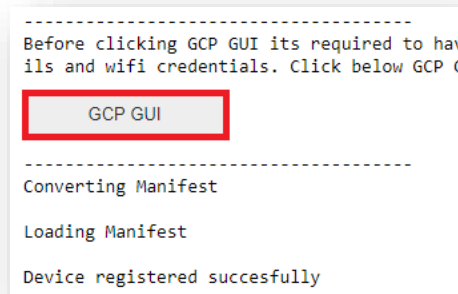 --------------------------------------
Before clicking GCP GUI its required to
ils and wifi credentials. Click below GCP
GCP GUI
--------------------------------------
Converting Manifest
Loading Manifest
Device registered succesfully